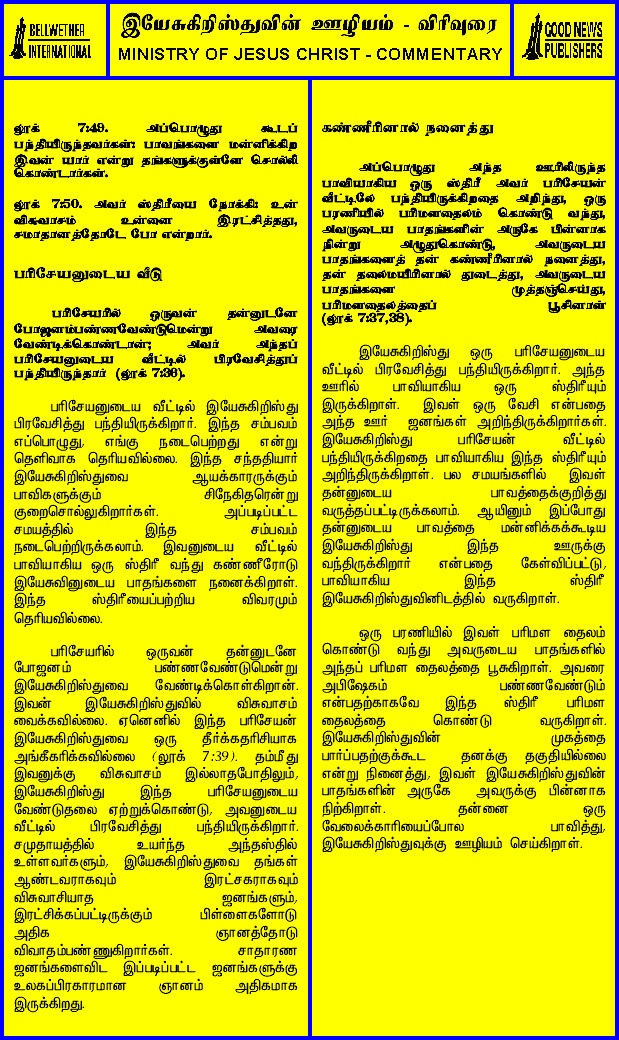 BELLWETHER
INTERNATIONAL
இயேசுகிறிஸ்துவின் ஊழியம் - விரிவுரை
MINISTRY OF JESUS CHRIST - COMMENTARY
GOOD NEWS
PUBLISHERS
லூக் 7:49. அப்பொழுது கூடப்
பந்தியிருந்தவர்கள்: பாவங்களை மன்னிக்கிற
இவன் யார் என்று தங்களுக்குள்ளே சொல்லிக்
கொண்டார்கள்.
லூக் 7:50. அவர் ஸ்திரீயை நோக்கி: உன்
விசுவாசம் உன்னை இரட்சித்தது,
சமாதானத்தோடே போ என்றார்.
பரிசேயனுடைய வீடு
பரிசேயரில் ஒருவன் தன்னுடனே
போஜனம்பண்ணவேண்டுமென்று அவரை
வேண்டிக்கொண்டான்; அவர் அந்தப்
பரிசேயனுடைய வீட்டில் பிரவேசித்துப்
பந்தியிருந்தார் (லூக் 7:36).
பரிசேயனுடைய வீட்டில் இயேசுகிறிஸ்து
பிரவேசித்து பந்தியிருக்கிறார். இந்த சம்பவம்
எப்பொழுது, எங்கு நடைபெற்றது என்று
தெளிவாக தெரியவில்லை. இந்த சந்ததியார்
இயேசுகிறிஸ்துவை ஆயக்காரருக்கும்
பாவிகளுக்கும் சிநேகிதரென்று
குறைசொல்லுகிறார்கள். அப்படிப்பட்ட
சமயத்தில் இந்த சம்பவம்
நடைபெற்றிருக்கலாம். இவனுடைய வீட்டில்
பாவியாகிய ஒரு ஸ்திரீ வந்து கண்ணீரோடு
இயேசுவினுடைய பாதங்களை நனைக்கிறாள்.
இந்த ஸ்திரீயைப்பற்றிய விவரமும்
தெரியவில்லை.
பரிசேயரில் ஒருவன் தன்னுடனே
போஜனம் பண்ணவேண்டுமென்று
இயேசுகிறிஸ்துவை வேண்டிக்கொள்கிறான்.
இவன் இயேசுகிறிஸ்துவில் விசுவாசம்
வைக்கவில்லை. ஏனெனில் இந்த பரிசேயன்
இயேசுகிறிஸ்துவை ஒரு தீர்க்கதரிசியாக
அங்கீகரிக்கவில்லை (லூக் 7:39). தம்மீது
இவனுக்கு விசுவாசம் இல்லாதபோதிலும்,
இயேசுகிறிஸ்து இந்த பரிசேயனுடைய
வேண்டுதலை ஏற்றுக்கொண்டு, அவனுடைய
வீட்டில் பிரவேசித்து பந்தியிருக்கிறார்.
சமுதாயத்தில் உயர்ந்த அந்தஸ்தில்
உள்ளவர்களும், இயேசுகிறிஸ்துவை தங்கள்
ஆண்டவராகவும் இரட்சகராகவும்
விசுவாசியாத ஜனங்களும்,
இரட்சிக்கப்பட்டிருக்கும் பிள்ளைகளோடு
அதிக ஞானத்தோடு
விவாதம்பண்ணுகிறார்கள். சாதாரண
ஜனங்களைவிட இப்படிப்பட்ட ஜனங்களுக்கு
உலகப்பிரகாரமான ஞானம் அதிகமாக
இருக்கிறது.
கண்ணீரினால் நனைத்து
அப்பொழுது அந்த ஊரிலிருந்த
பாவியாகிய ஒரு ஸ்திரீ அவர் பரிசேயன்
வீட்டிலே பந்தியிருக்கிறதை அறிந்து, ஒரு
பரணியில் பரிமளதைலம் கொண்டு வந்து,
அவருடைய பாதங்களின் அருகே பின்னாக
நின்று அழுதுகொண்டு, அவருடைய
பாதங்களைத் தன் கண்ணீரினால் நனைத்து,
தன் தலைமயிரினால் துடைத்து, அவருடைய
பாதங்களை முத்தஞ்செய்து,
பரிமளதைலத்தைப் பூசினாள்
(லூக் 7:37,38).
இயேசுகிறிஸ்து ஒரு பரிசேயனுடைய
வீட்டில் பிரவேசித்து பந்தியிருக்கிறார். அந்த
ஊரில் பாவியாகிய ஒரு ஸ்திரீயும்
இருக்கிறாள். இவள் ஒரு வேசி என்பதை
அந்த ஊர் ஜனங்கள் அறிந்திருக்கிறார்கள்.
இயேசுகிறிஸ்து பரிசேயன் வீட்டில்
பந்தியிருக்கிறதை பாவியாகிய இந்த ஸ்திரீயும்
அறிந்திருக்கிறாள். பல சமயங்களில் இவள்
தன்னுடைய பாவத்தைக்குறித்து
வருத்தப்பட்டிருக்கலாம். ஆயினும் இப்போது
தன்னுடைய பாவத்தை மன்னிக்கக்கூடிய
இயேசுகிறிஸ்து இந்த ஊருக்கு
வந்திருக்கிறார் என்பதை கேள்விப்பட்டு,
பாவியாகிய இந்த ஸ்திரீ
இயேசுகிறிஸ்துவினிடத்தில் வருகிறாள்.
ஒரு பரணியில் இவள் பரிமள தைலம்
கொண்டு வந்து அவருடைய பாதங்களில்
அந்தப் பரிமள தைலத்தை பூசுகிறாள். அவரை
அபிஷேகம் பண்ணவேண்டும்
என்பதற்காகவே இந்த ஸ்திரீ பரிமள
தைலத்தை கொண்டு வருகிறாள்.
இயேசுகிறிஸ்துவின் முகத்தை
பார்ப்பதற்குக்கூட தனக்கு தகுதியில்லை
என்று நினைத்து, இவள் இயேசுகிறிஸ்துவின்
பாதங்களின் அருகே அவருக்கு பின்னாக
நிற்கிறாள். தன்னை ஒரு
வேலைக்காரியைப்போல பாவித்து,
இயேசுகிறிஸ்துவுக்கு ஊழியம் செய்கிறாள்.